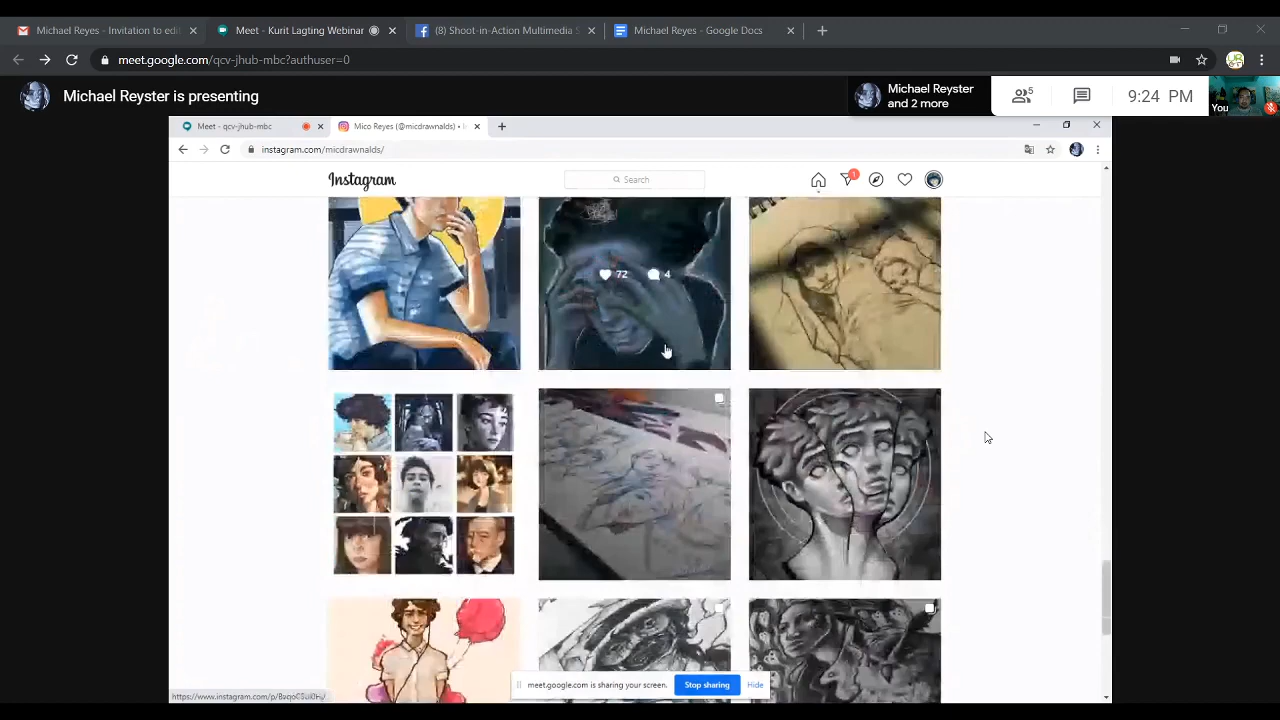 Michael Reyes - Invitation to edit
Meet - Kurit Lagting Webinar
(8) Shoot-in-Action Multimedia S
Michael Reyes - Google Docs
meet.google.com/qcv-jhub-mbc?authuser=0
Michael Reyster is presenting
Michael Reyster
and 2 more
5
9:24 PM
You
Meet - qcv-jhub-mbc
Mico Reyes (@micdrawnalds) •
instagram.com/micdrawnalds/
Instagram
Search
1
72
4
meet.google.com is sharing your screen.
Stop sharing
Hide